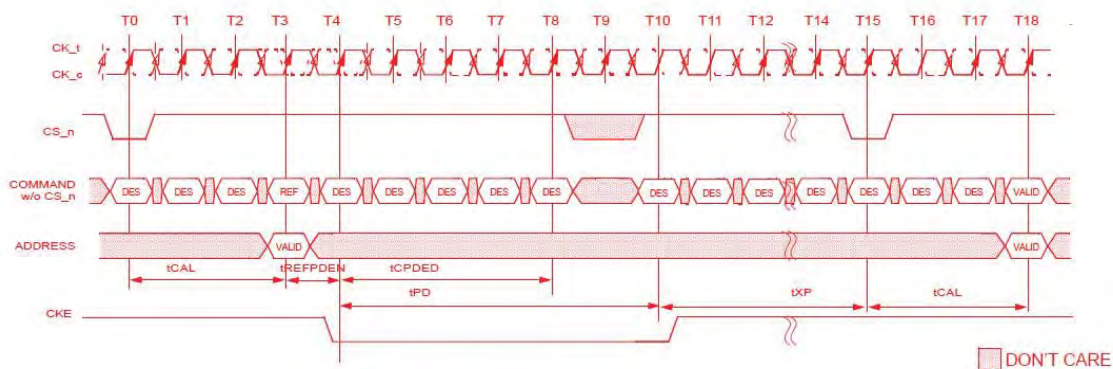 T0 T1 T2 T3 T4 T5 T6 T7 T8 T9 T10 T11 T12 T14 T15 T16 T17 T18
CK_t
CK_c
CS_n
COMMAND
w/o CS_n
DES DES DES REF DES DES DES DES DES DES DES DES DES DES DES DES VALID
ADDRESS
VALID VALID
tCAL tREFPDEN tCPDED
tPD tXP tCAL
CKE
DON'T CARE